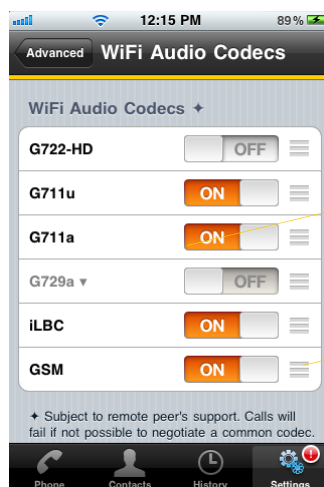 12:15 PM 89%
Advanced WiFi Audio Codecs
WiFi Audio Codecs ✦
G722-HD OFF
G711u ON
G711a ON
G729a ▾ OFF
iLBC ON
GSM ON
✦ Subject to remote peer's support. Calls will
fail if not possible to negotiate a common codec.
Phone Contacts History Settings